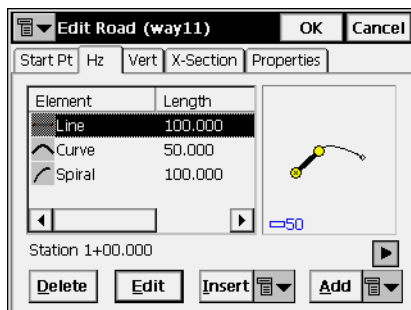 Edit Road (way11) OK Cancel
Start Pt Hz Vert X-Section Properties
Element Length
Line 100.000
Curve 50.000
Spiral 100.000
50
Station 1+00.000
Delete Edit Insert Add